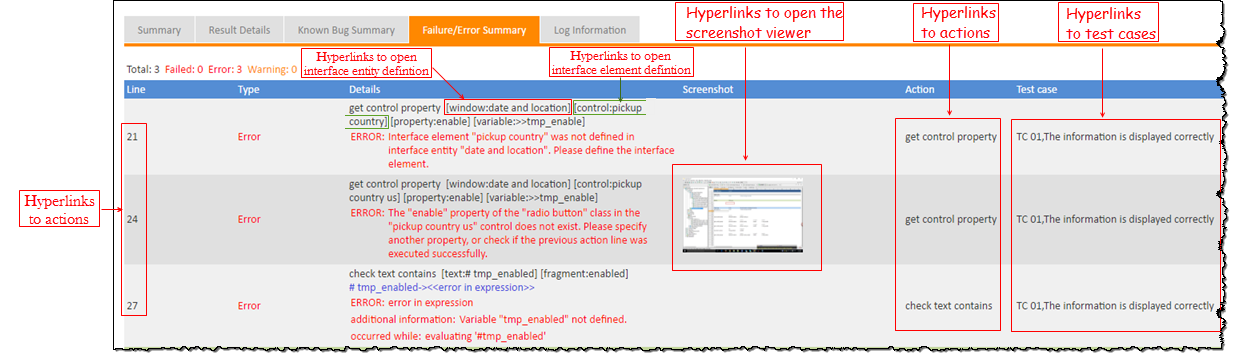 Hyperlinks to open the
screenshot viewer
Hyperlinks
to actions
Hyperlinks
to test cases
Summary
Result Details
Known Bug Summary
Failure/Error Summary
Log Information
Hyperlinks to open
interface entity defintion
Hyperlinks to open
interface element defintion
Total: 3 Failed: 0 Error: 3 Warning: 0
Line Type Details Screenshot Action Test case
get control property [window:date and location] [control:pickup
country] [property:enable] [variable:>>tmp_enable]
21 Error ERROR: Interface element "pickup country" was not defined in get control property TC 01,The information is displayed correctly
interface entity "date and location". Please define the interface
element.
Hyperlinks
to actions
get control property [window:date and location] [control:pickup
country us] [property:enable] [variable:>>tmp_enable]
24 Error ERROR: The "enable" property of the "radio button" class in the get control property TC 01,The information is displayed correctly
"pickup country us" control does not exist. Please specify
another property, or check if the previous action line was
executed successfully.
check text contains [text:# tmp_enabled] [fragment:enabled]
# tmp_enabled-><<error in expression>>
27 Error ERROR: error in expression check text contains TC 01,The information is displayed correctly
additional information: Variable "tmp_enabled" not defined.
occurred while: evaluating '#tmp_enabled'